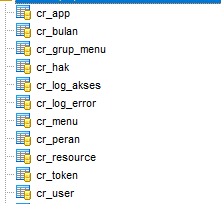 cr_app
cr_bulan
cr_grup_menu
cr_hak
cr_log_akses
cr_log_error
cr_menu
cr_peran
cr_resource
cr_token
cr_user